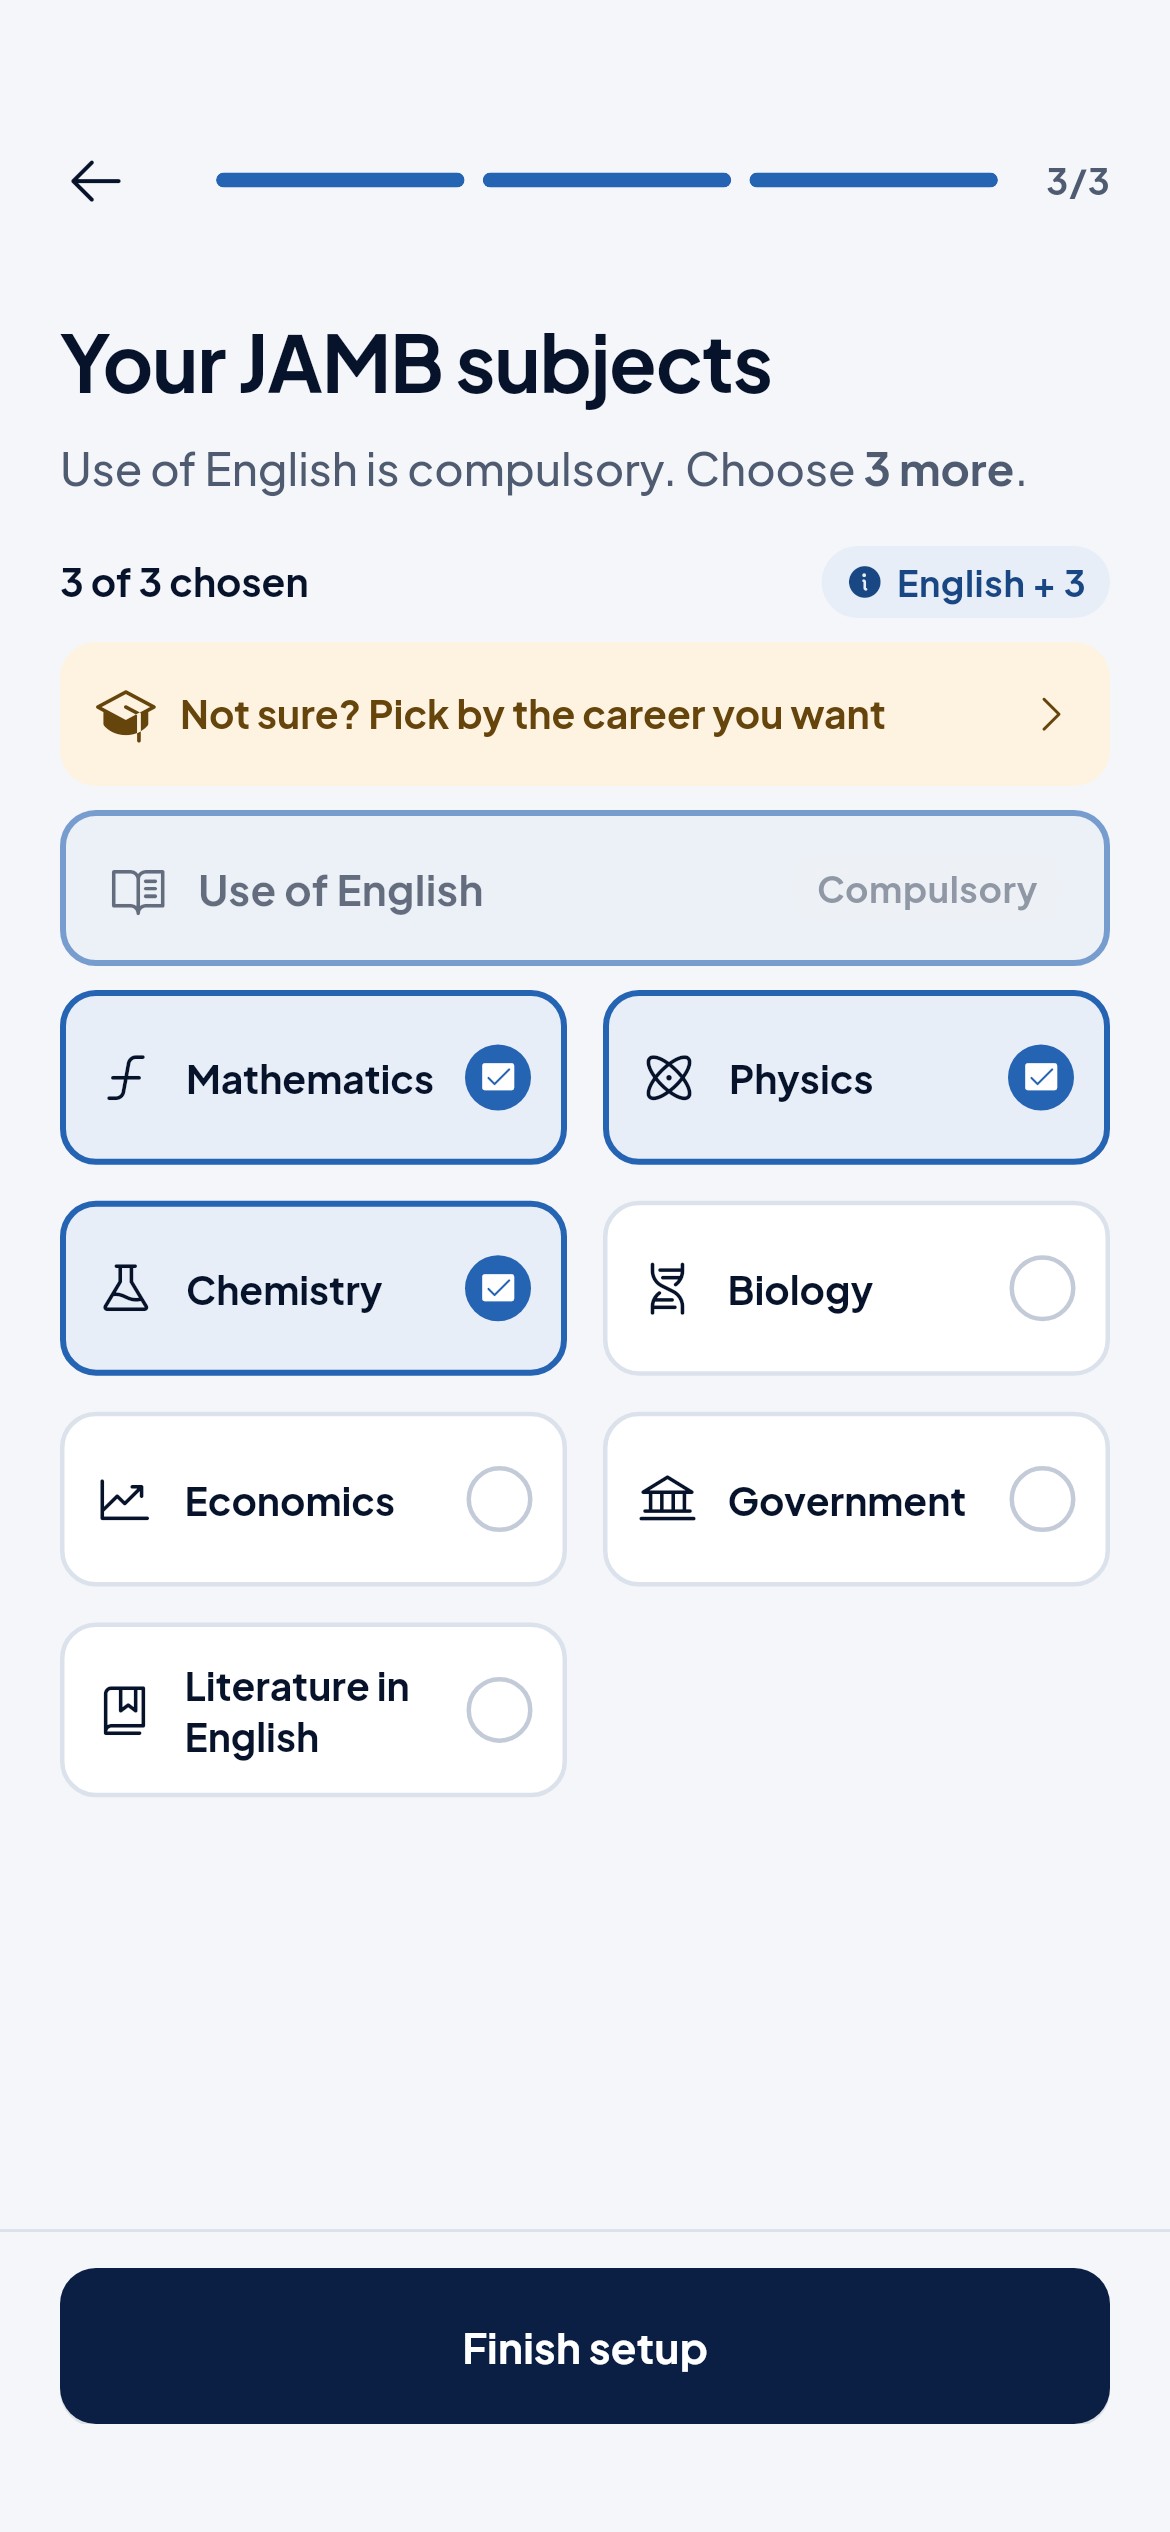 3/3
Your JAMB subjects
Use of English is compulsory. Choose 3 more.
3 of 3 chosen
English + 3
Not sure? Pick by the career you want
Use of English
Compulsory
Mathematics
Physics
Chemistry
Biology
Economics
Government
Literature in
English
Finish setup